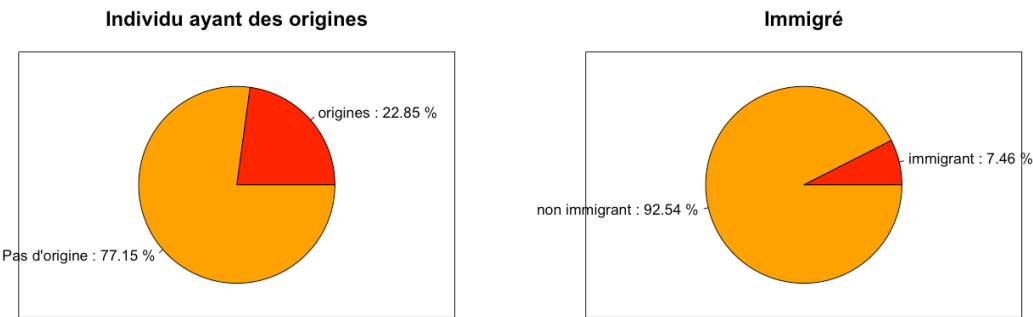 Individu ayant des origines
origines : 22.85 %
Pas d'origine : 77.15 %
Immigré
immigrant : 7.46 %
non immigrant : 92.54 %